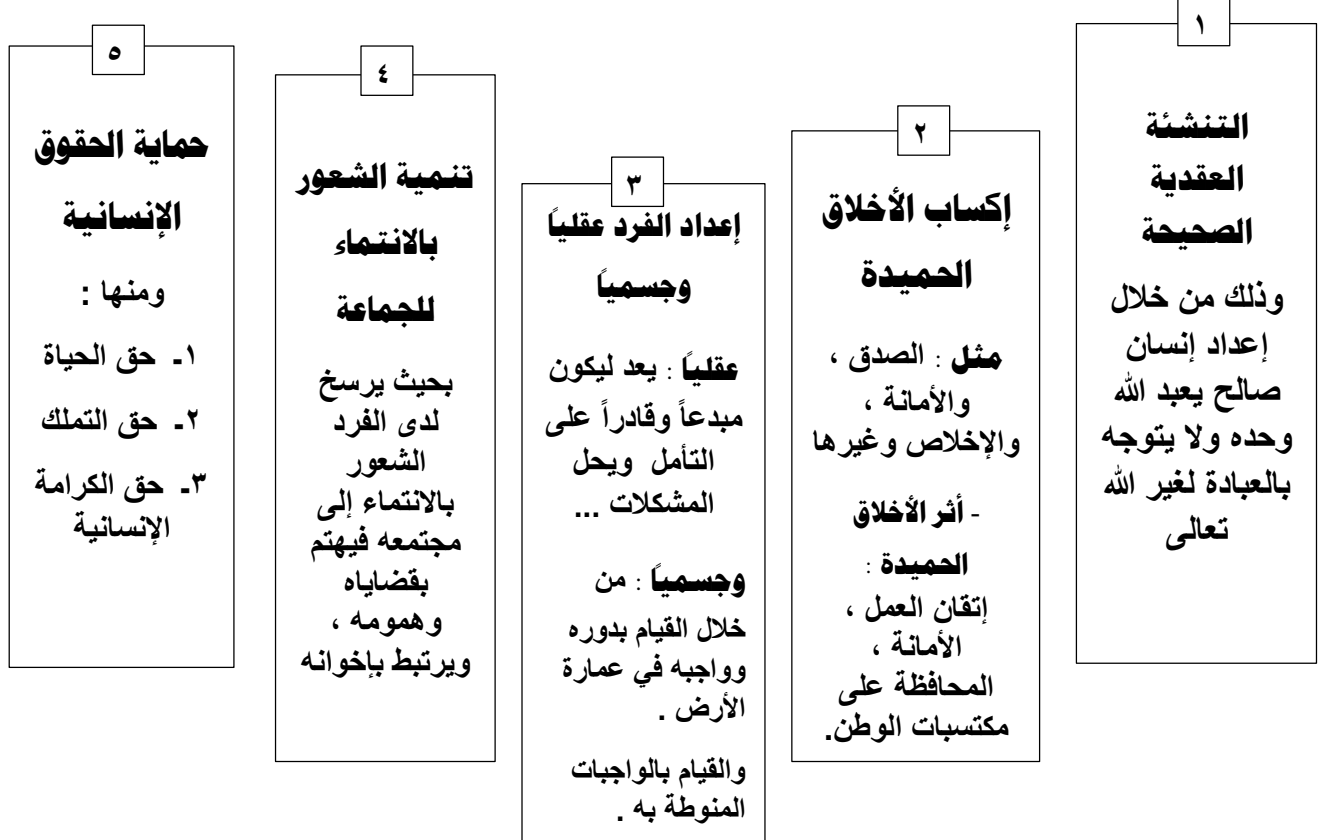 ١
التنشئة
العقدية
الصحيحة
وذلك من خلال
إعداد إنسان
صالح يعبد الله
وحده ولا يتوجه
بالعبادة لغير الله
تعالى
٢
إكساب الأخلاق
الحميدة
مثل : الصدق ،
والأمانة ،
والإخلاص وغيرها
- أثر الأخلاق
الحميدة :
إتقان العمل ،
الأمانة ،
المحافظة على
مكتسبات الوطن.
٣
إعداد الفرد عقلياً
وجسمياً
عقلياً : يعد ليكون
مبدعاً وقادراً على
التأمل ويحل
المشكلات ...
وجسمياً : من
خلال القيام بدوره
وواجبه في عمارة
الأرض .
والقيام بالواجبات
المنوطة به .
٤
تنمية الشعور
بالانتماء
للجماعة
بحيث يرسخ
لدى الفرد
الشعور
بالانتماء إلى
مجتمعه فيهتم
بقضاياه
وهمومه ،
ويرتبط بإخوانه
٥
حماية الحقوق
الإنسانية
ومنها :
١- حق الحياة
٢- حق التملك
٣- حق الكرامة
الإنسانية